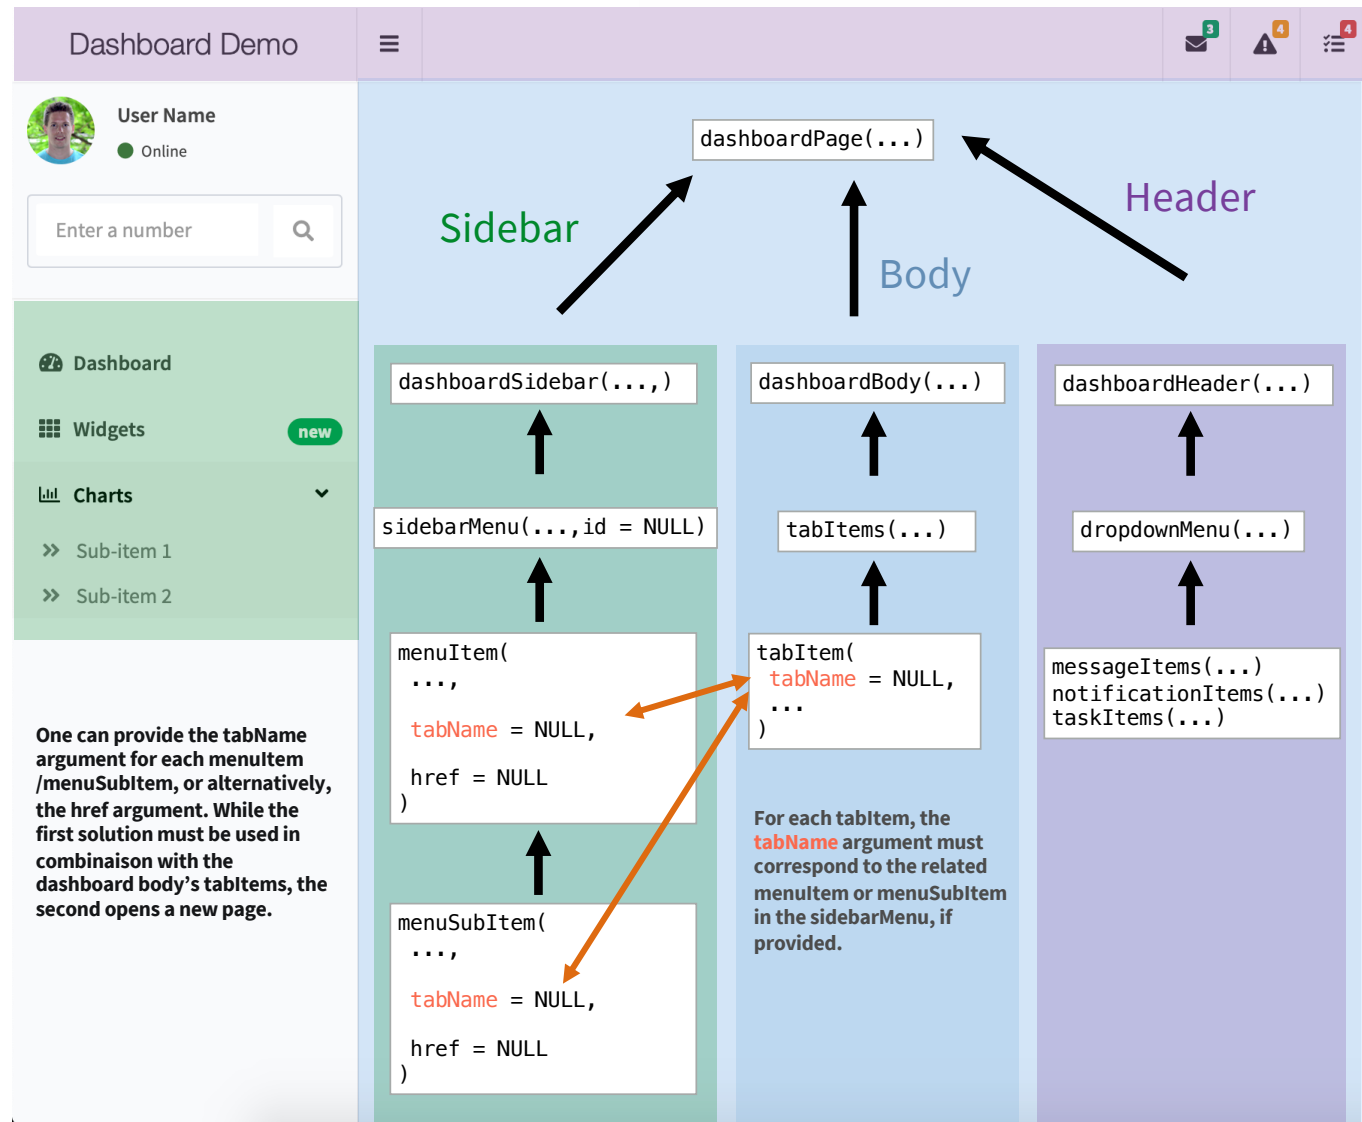 Dashboard Demo
3
4
4
User Name
Online
Enter a number
Dashboard
Widgets
new
Charts
Sub-item 1
Sub-item 2
One can provide the tabName
argument for each menuItem
/menuSubItem, or alternatively,
the href argument. While the
first solution must be used in
combinaison with the
dashboard body’s tabItems, the
second opens a new page.
dashboardPage(...)
Sidebar
Body
Header
dashboardSidebar(...,)
sidebarMenu(...,id = NULL)
menuItem(
...,
tabName = NULL,
href = NULL
)
menuSubItem(
...,
tabName = NULL,
href = NULL
)
dashboardBody(...)
tabItems(...)
tabItem(
tabName = NULL,
...
)
For each tabItem, the
tabName argument must
correspond to the related
menuItem or menuSubItem
in the sidebarMenu, if
provided.
dashboardHeader(...)
dropdownMenu(...)
messageItems(...)
notificationItems(...)
taskItems(...)